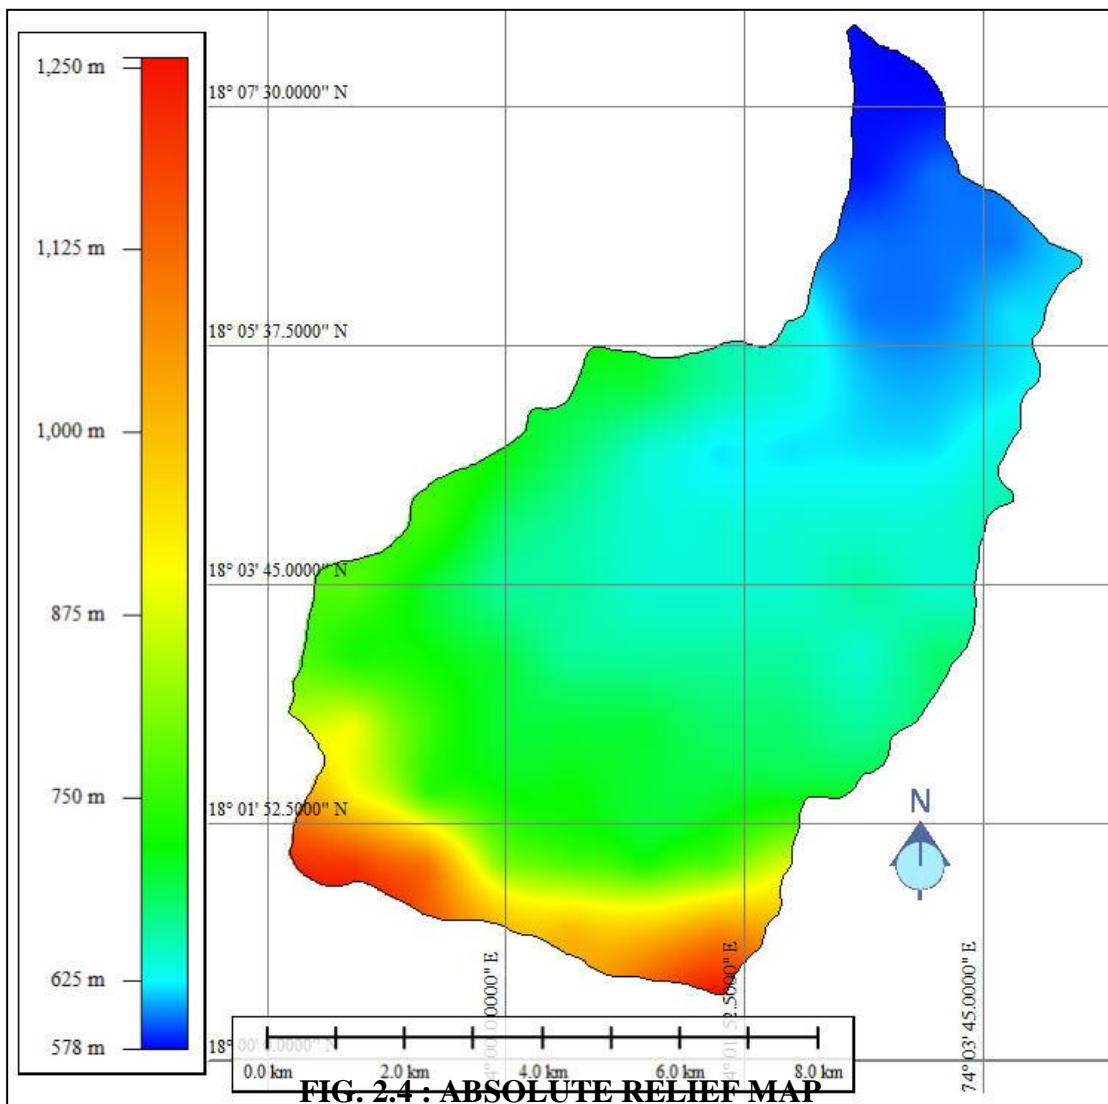 1,250 m
1,125 m
1,000 m
875 m
750 m
625 m
578 m
18° 07' 30.0000" N
18° 05' 37.5000" N
18° 03' 45.0000" N
18° 01' 52.5000" N
N
74° 03' 45.0000" E
0.0 km 2.0 km 4.0 km 6.0 km 8.0 km
FIG. 2.4 : ABSOLUTE RELIEF MAP